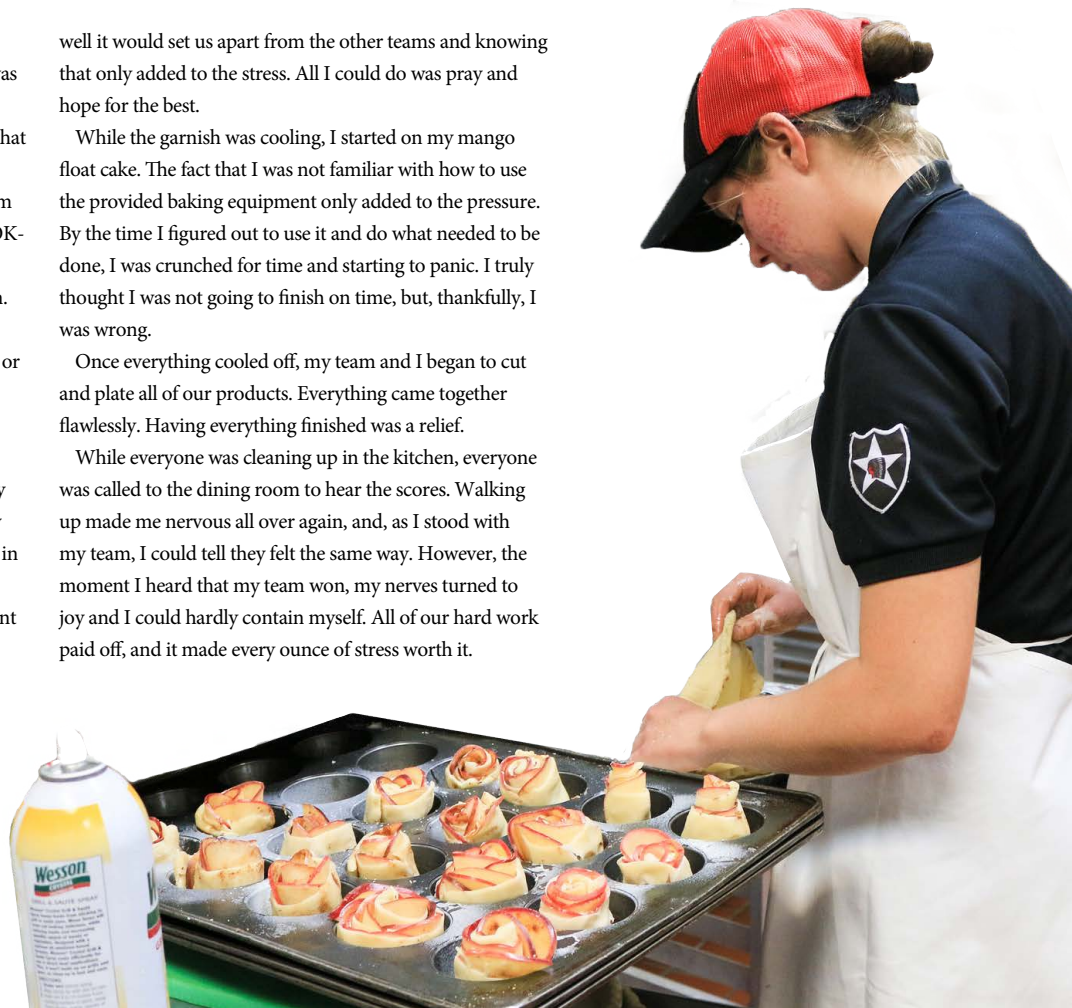 as
hat
m
OK-
n.
or
y
in
nt
well it would set us apart from the other teams and knowing
that only added to the stress. All I could do was pray and
hope for the best.
While the garnish was cooling, I started on my mango
float cake. The fact that I was not familiar with how to use
the provided baking equipment only added to the pressure.
By the time I figured out to use it and do what needed to be
done, I was crunched for time and starting to panic. I truly
thought I was not going to finish on time, but, thankfully, I
was wrong.
Once everything cooled off, my team and I began to cut
and plate all of our products. Everything came together
flawlessly. Having everything finished was a relief.
While everyone was cleaning up in the kitchen, everyone
was called to the dining room to hear the scores. Walking
up made me nervous all over again, and, as I stood with
my team, I could tell they felt the same way. However, the
moment I heard that my team won, my nerves turned to
joy and I could hardly contain myself. All of our hard work
paid off, and it made every ounce of stress worth it.
Wesson
CRYSTAL
GRILL & SAUTE SPRAY